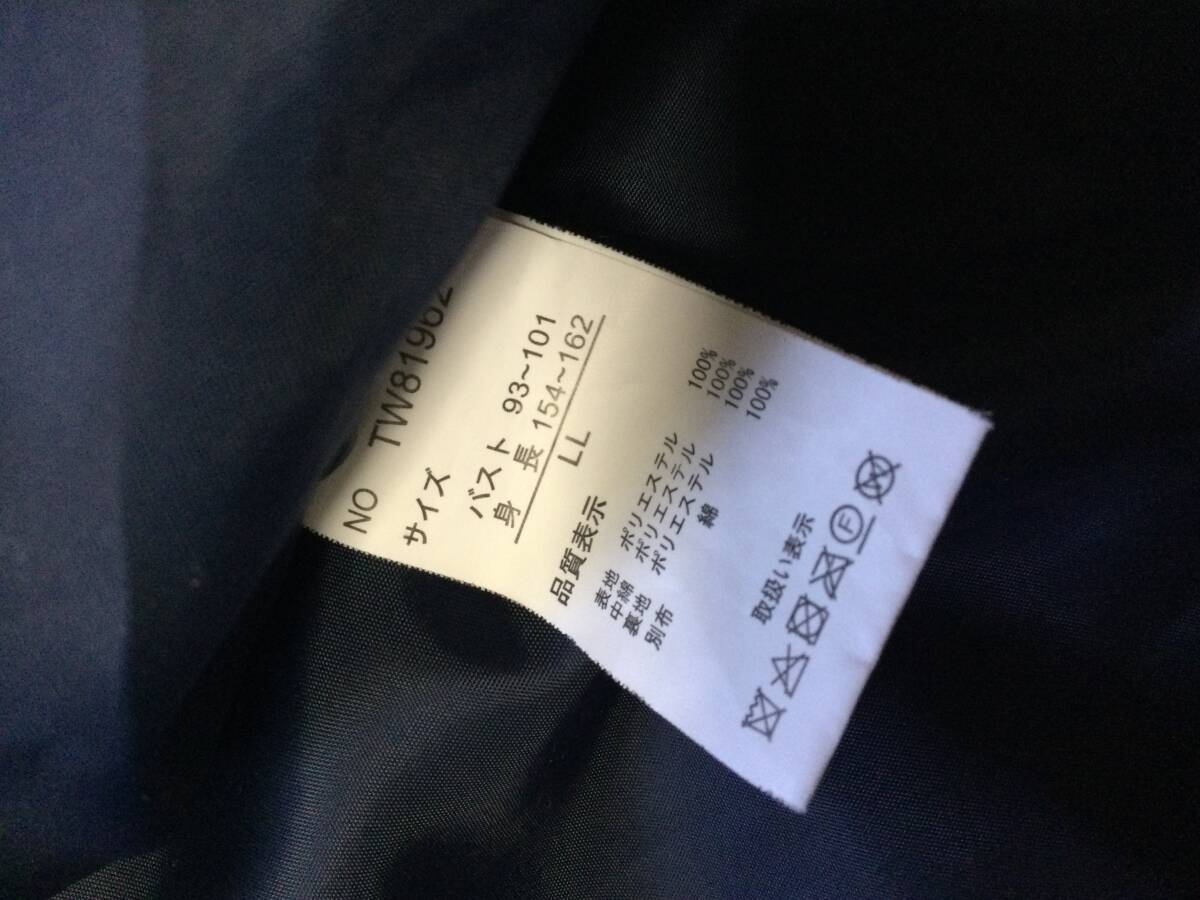 NO TW81962
サイズ
バスト 93~101
身 長 154~162
LL
品質表示
表地 ポリエステル 100%
中綿 ポリエステル 100%
裏地 ポリエステル 100%
別布 綿 100%
取扱い表示
F